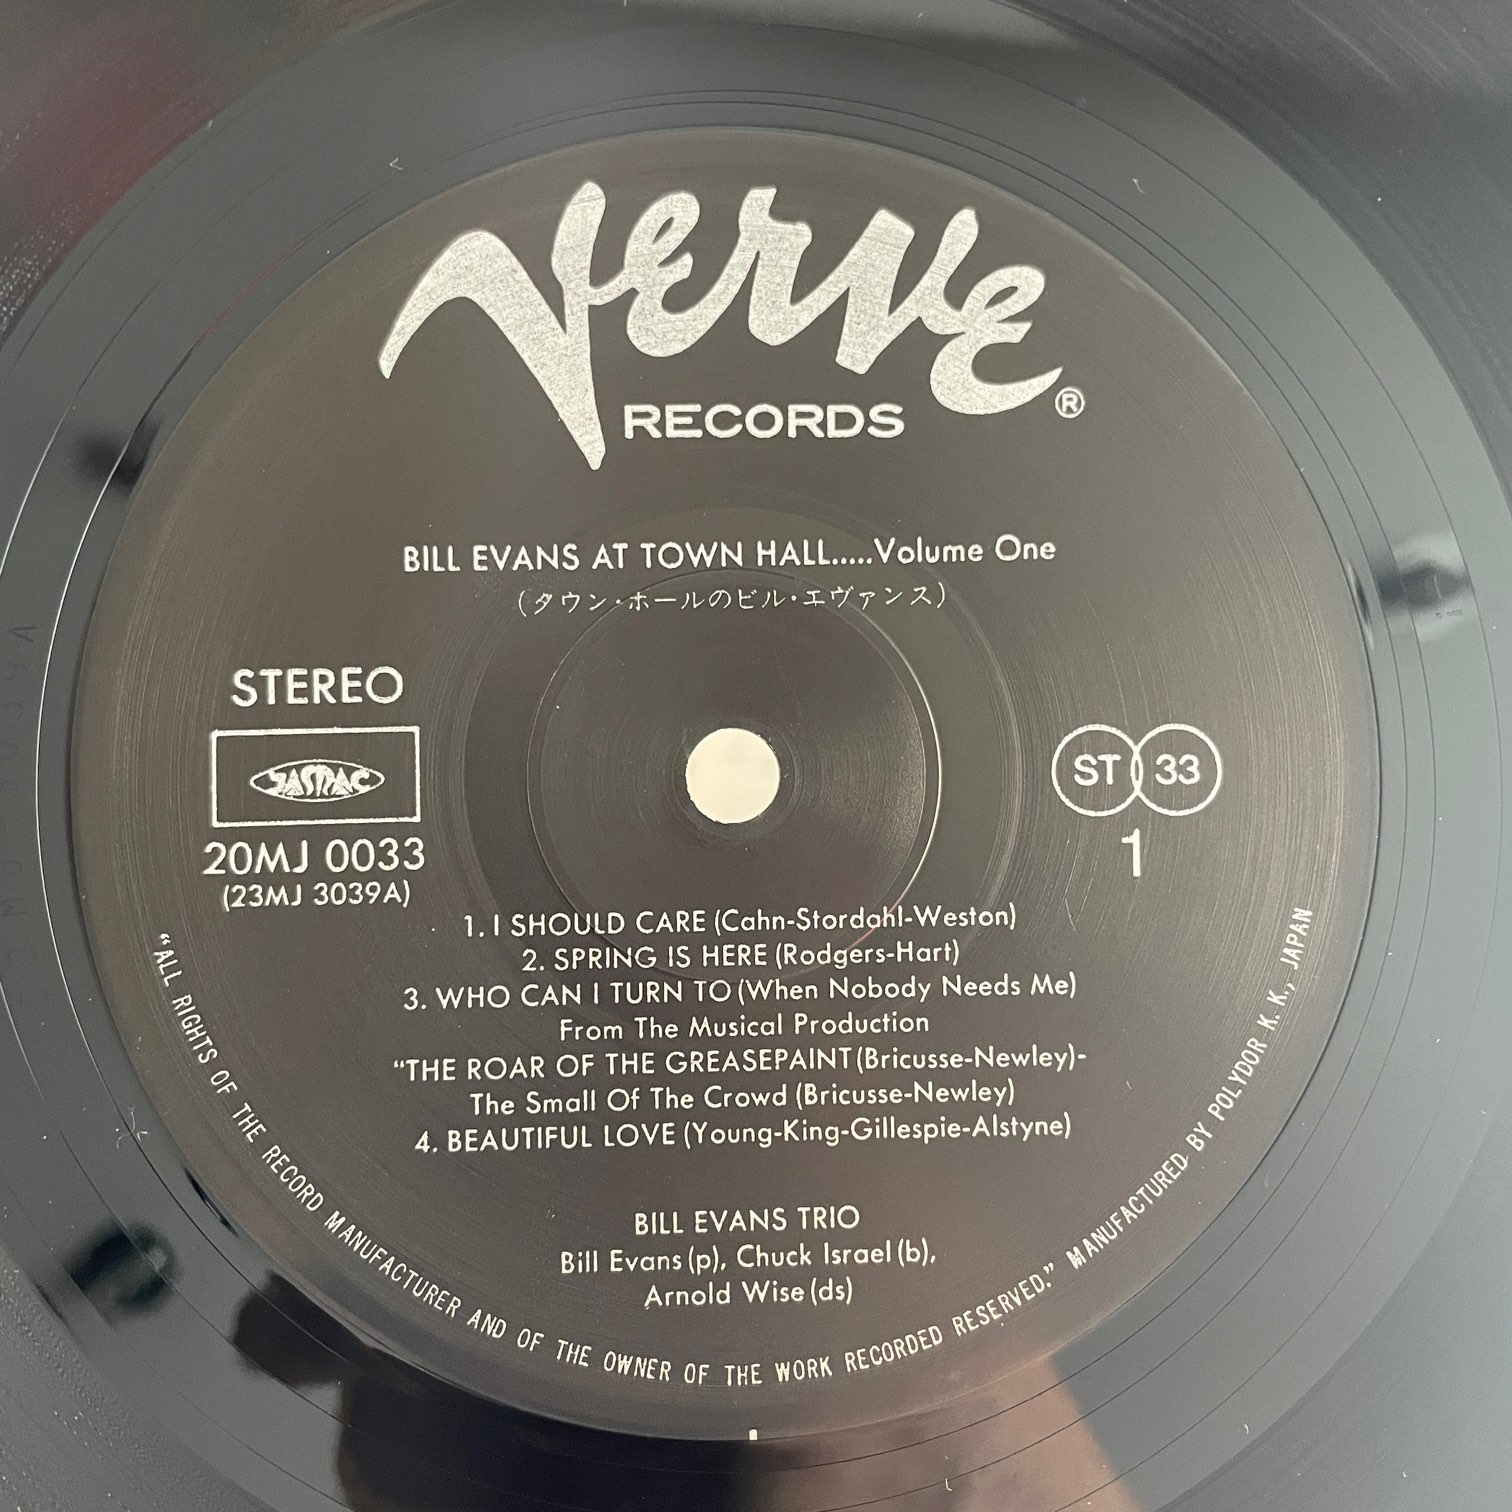 Verve
RECORDS ®
BILL EVANS AT TOWN HALL.....Volume One
(タウン・ホールのビル・エヴァンス)
STEREO
JASRAC
20MJ 0033
(23MJ 3039A)
ST 33
1
1. I SHOULD CARE (Cahn-Stordahl-Weston)
2. SPRING IS HERE (Rodgers-Hart)
3. WHO CAN I TURN TO (When Nobody Needs Me)
From The Musical Production
“THE ROAR OF THE GREASEPAINT (Bricusse-Newley)-
The Small Of The Crowd (Bricusse-Newley)
4. BEAUTIFUL LOVE (Young-King-Gillespie-Alstyne)
BILL EVANS TRIO
Bill Evans (p), Chuck Israel (b),
Arnold Wise (ds)
“ALL RIGHTS OF THE RECORD MANUFACTURER AND OF THE OWNER OF THE WORK RECORDED RESERVED.” MANUFACTURED BY POLYDOR K.K., JAPAN